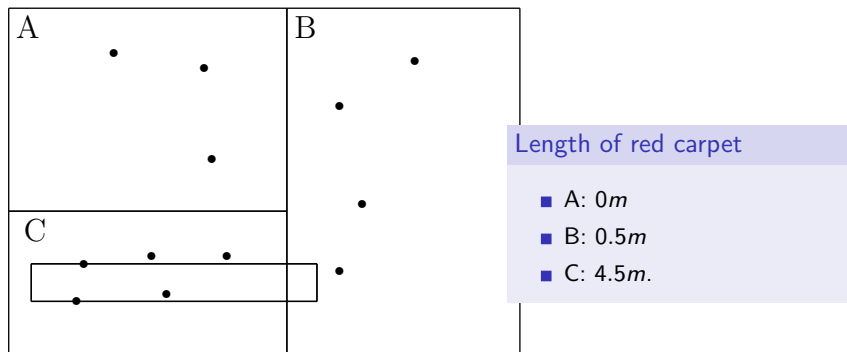 A
B
C
Length of red carpet
A: 0m
B: 0.5m
C: 4.5m.